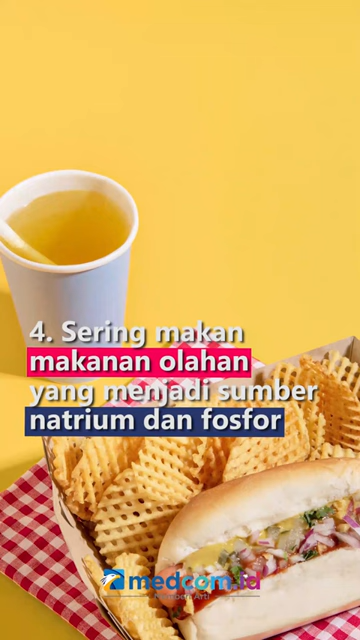 4. Sering makan
makanan olahan
yang menjadi sumber
natrium dan fosfor
medcom.id